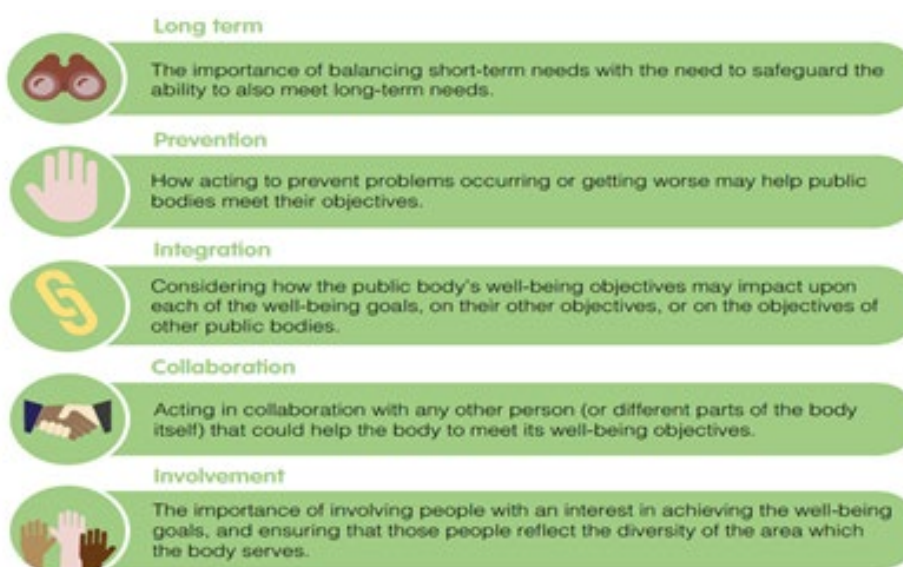 Long term
The importance of balancing short-term needs with the need to safeguard the
ability to also meet long-term needs.
Prevention
How acting to prevent problems occurring or getting worse may help public
bodies meet their objectives.
Integration
Considering how the public body's well-being objectives may impact upon
each of the well-being goals, on their other objectives, or on the objectives of
other public bodies.
Collaboration
Acting in collaboration with any other person (or different parts of the body
itself) that could help the body to meet its well-being objectives.
Involvement
The importance of involving people with an interest in achieving the well-being
goals, and ensuring that those people reflect the diversity of the area which
the body serves.